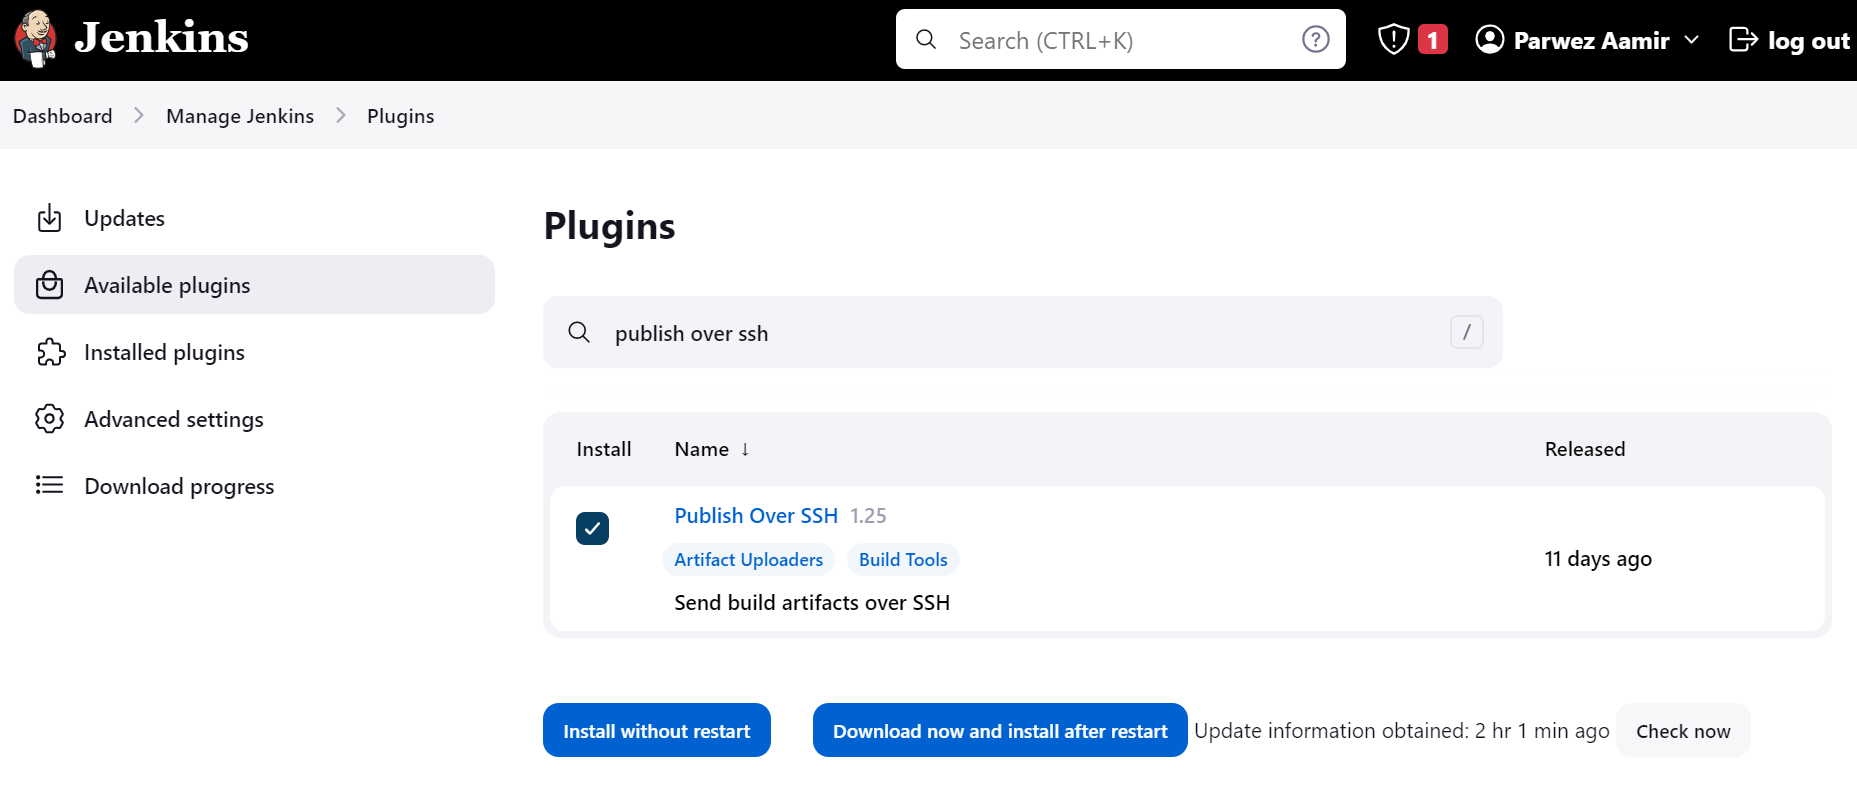 Jenkins
Search (CTRL+K)
?
1
Parwez Aamir
log out
Dashboard
Manage Jenkins
Plugins
Updates
Available plugins
Installed plugins
Advanced settings
Download progress
Plugins
publish over ssh
/
Install Name ↓ Released
Publish Over SSH 1.25
Artifact Uploaders Build Tools
11 days ago
Send build artifacts over SSH
Install without restart
Download now and install after restart
Update information obtained: 2 hr 1 min ago
Check now